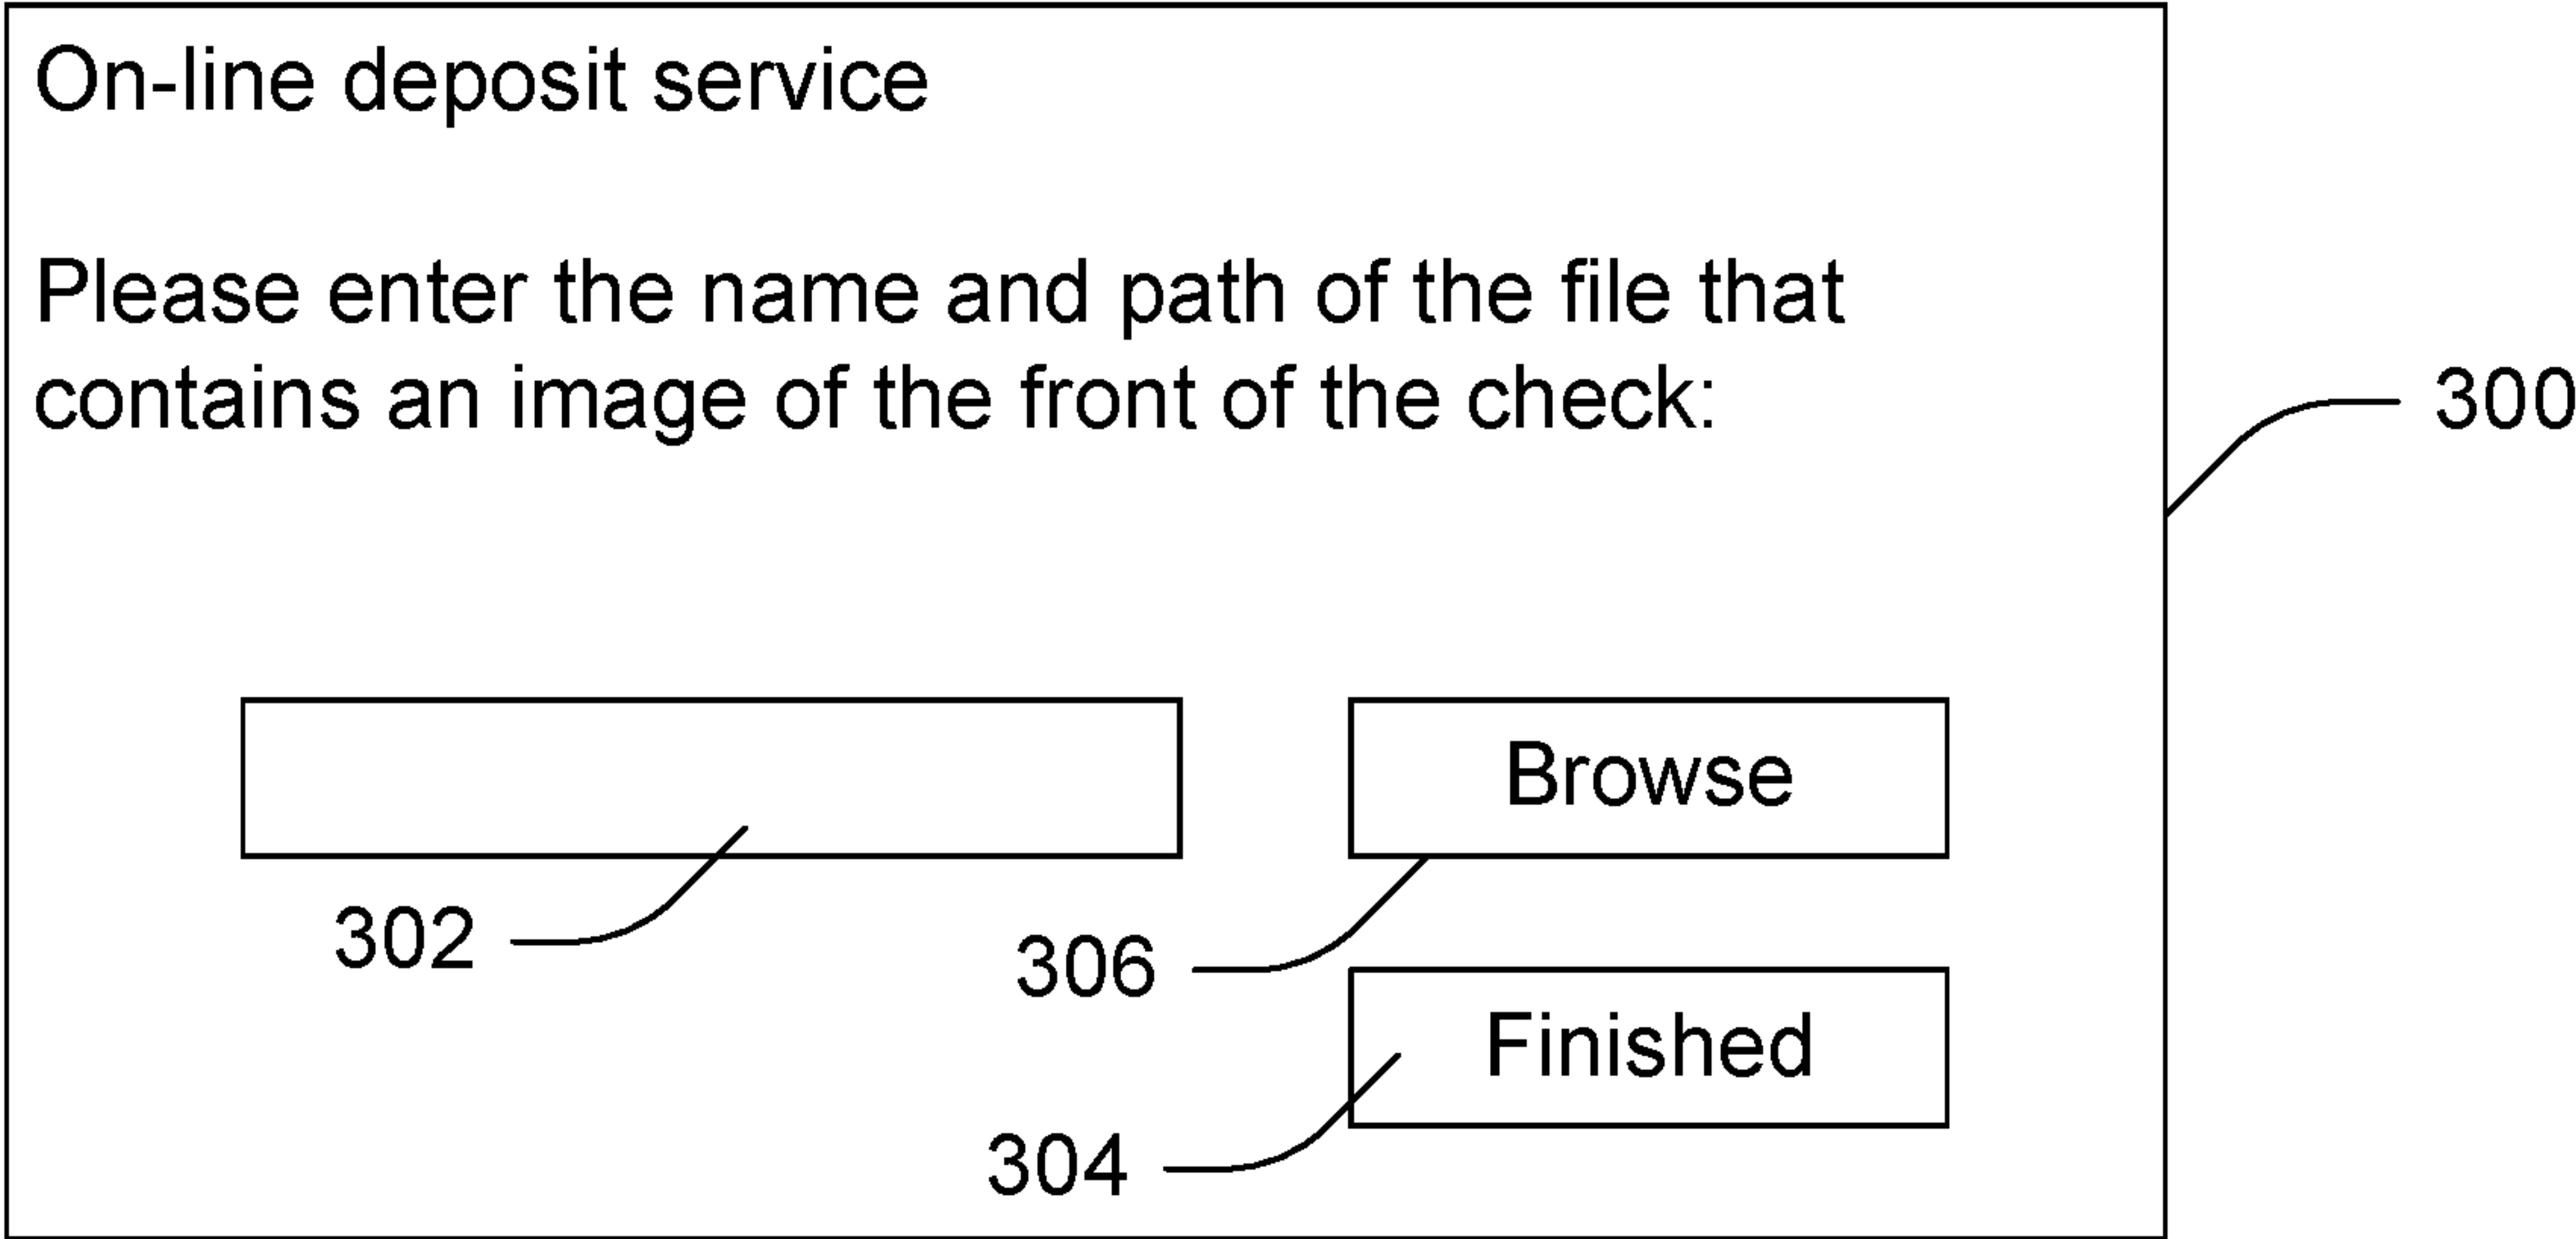 On-line deposit service
Please enter the name and path of the file that
contains an image of the front of the check:
300
Browse
302
306
Finished
304